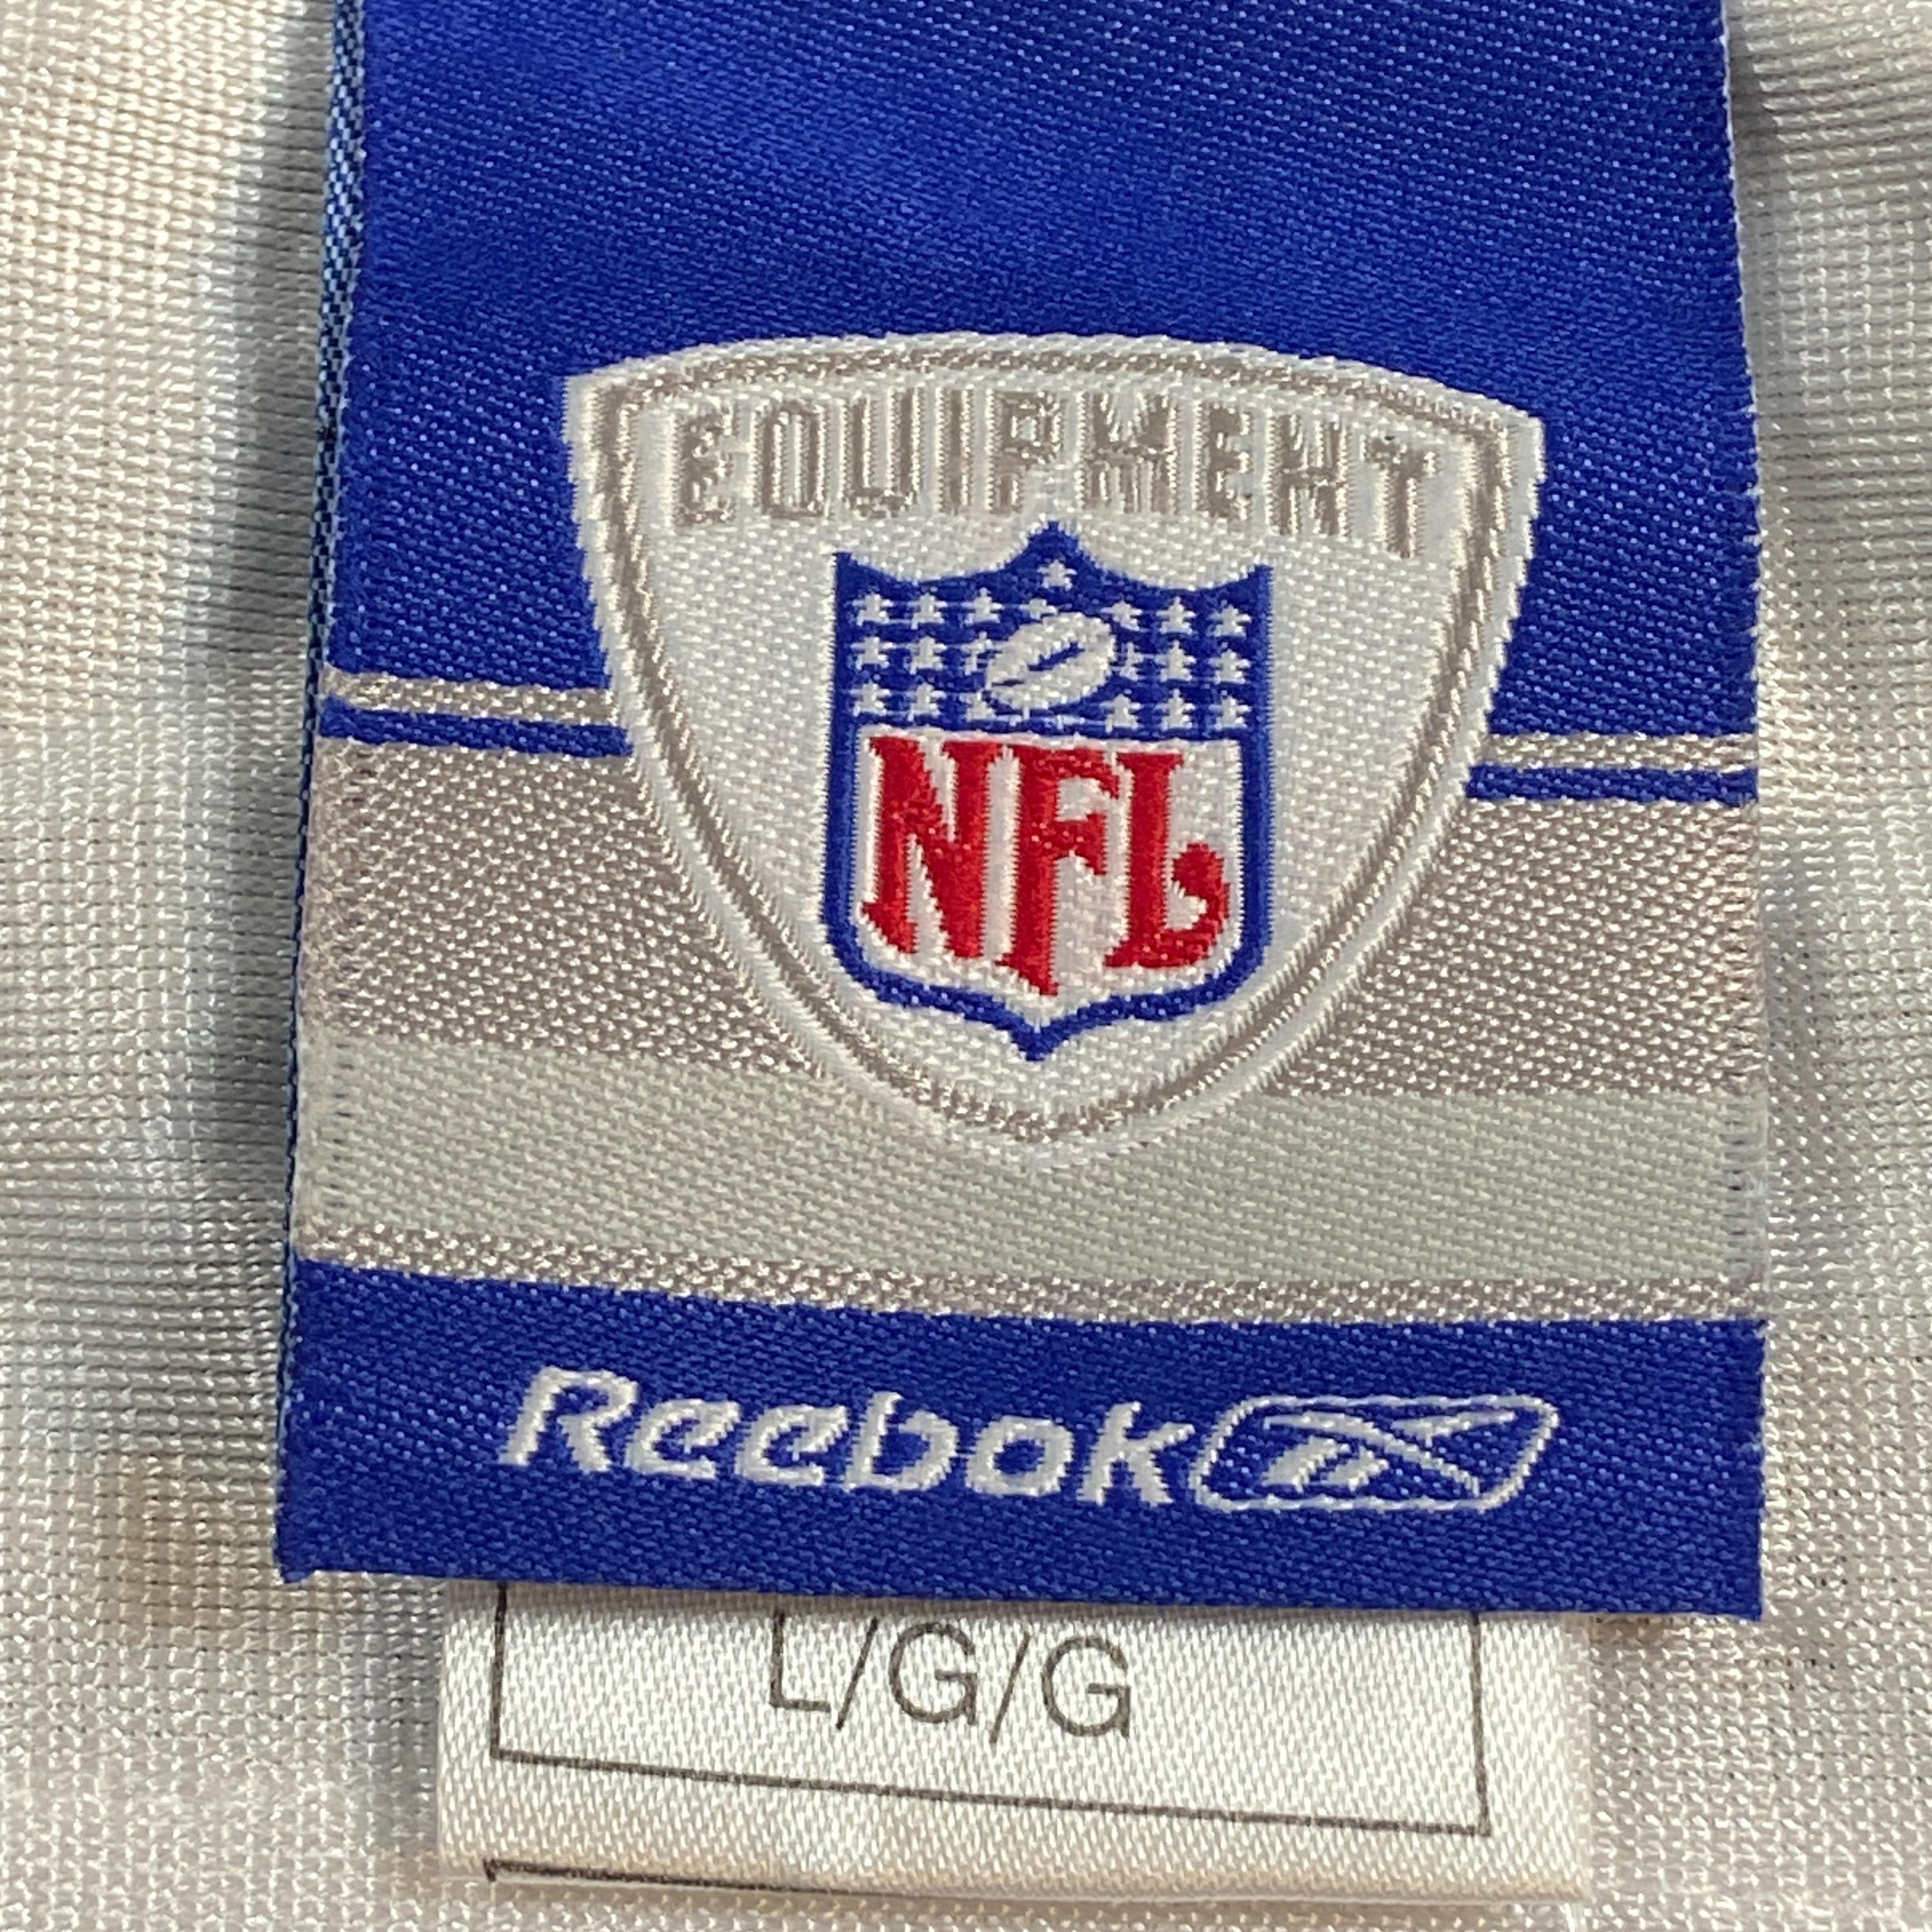 EQUIPMENT
NFL
Reebok
L/G/G